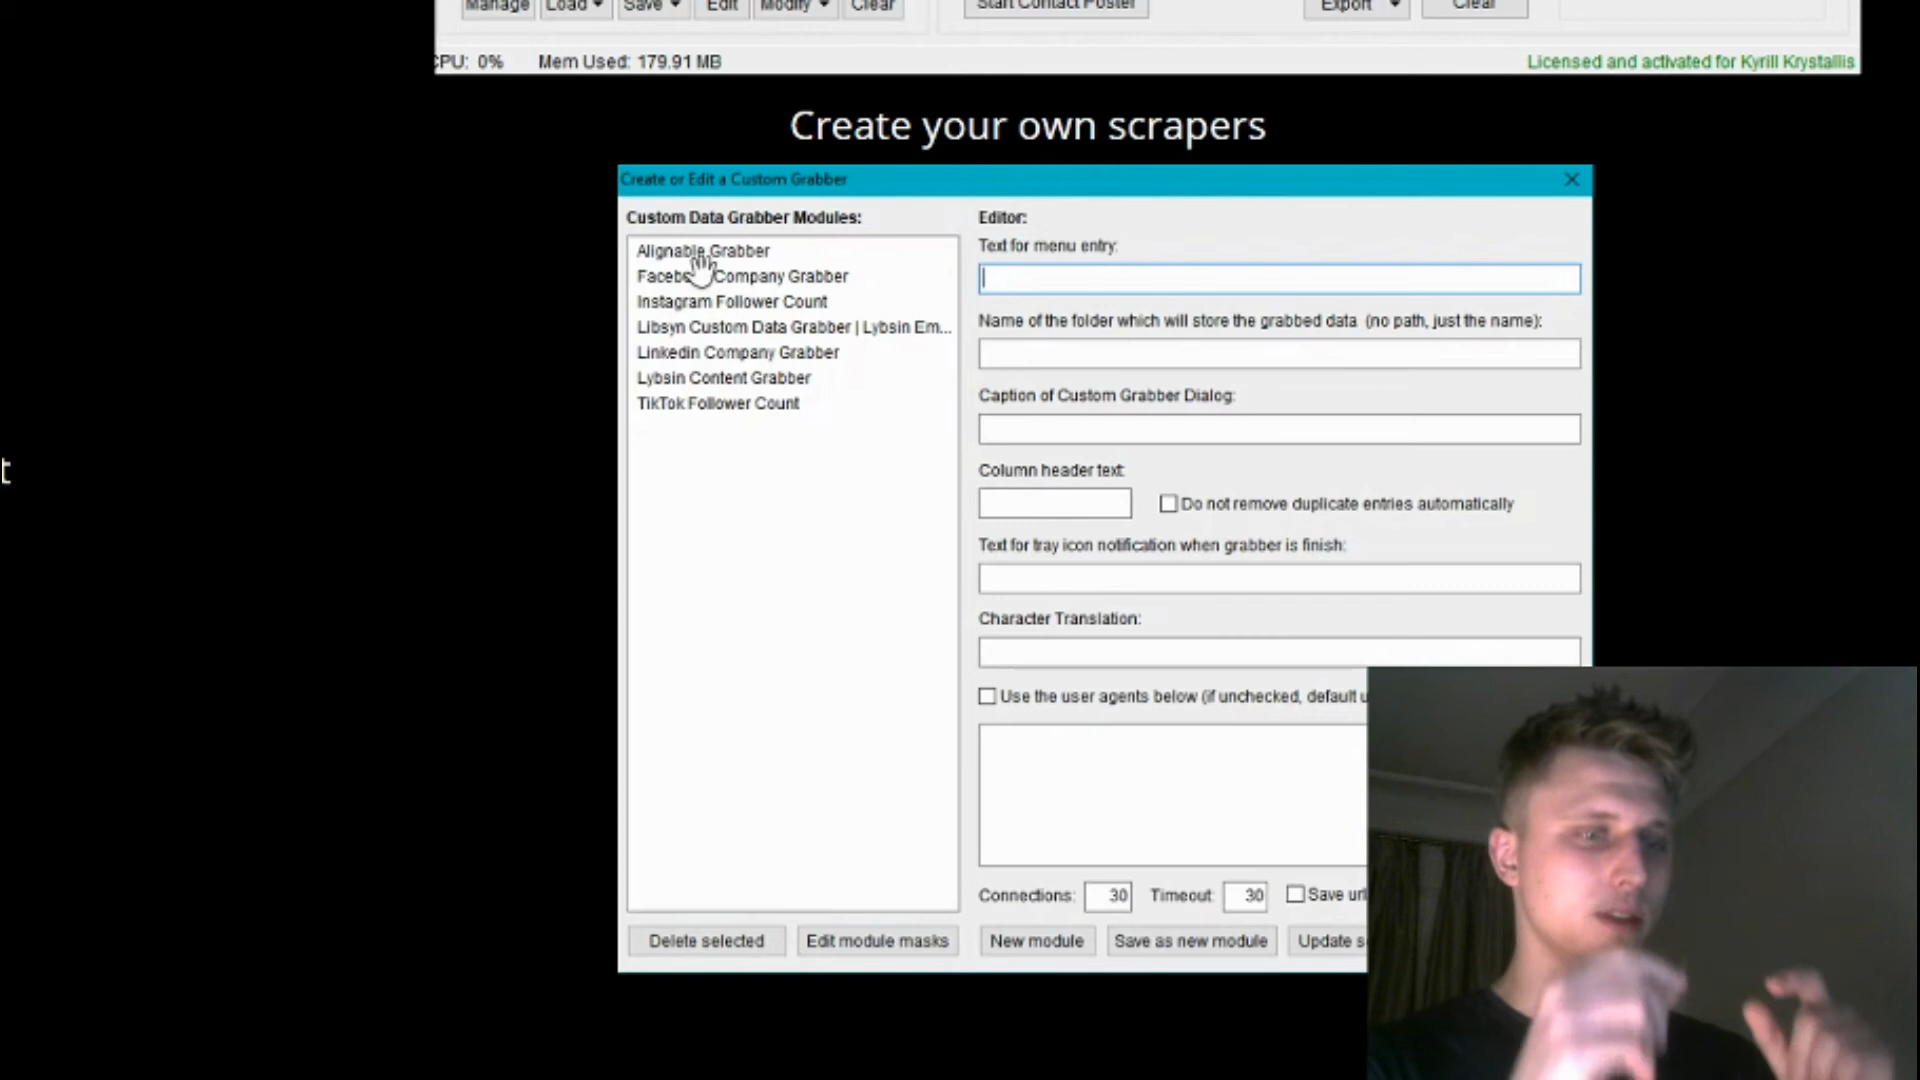 Manage Load Save Edit Modify Clear Start Contact Poster Export Clear
CPU: 0% Mem Used: 179.91 MB Licensed and activated for Kyrill Krystallis
Create your own scrapers
Create or Edit a Custom Grabber
Custom Data Grabber Modules:
Alignable Grabber
Company Grabber
Instagram Follower Count
Libsyn Custom Data Grabber | Lybsin Em...
Linkedin Company Grabber
Lybsin Content Grabber
TikTok Follower Count
Delete selected Edit module masks
Editor:
Text for menu entry:
Name of the folder which will store the grabbed data (no path, just the name):
Caption of Custom Grabber Dialog:
Column header text:
Do not remove duplicate entries automatically
Text for tray icon notification when grabber is finish:
Character Translation:
Use the user agents below (if unchecked, default u
Connections: 30 Timeout: 30 Save url
New module Save as new module Update s
t